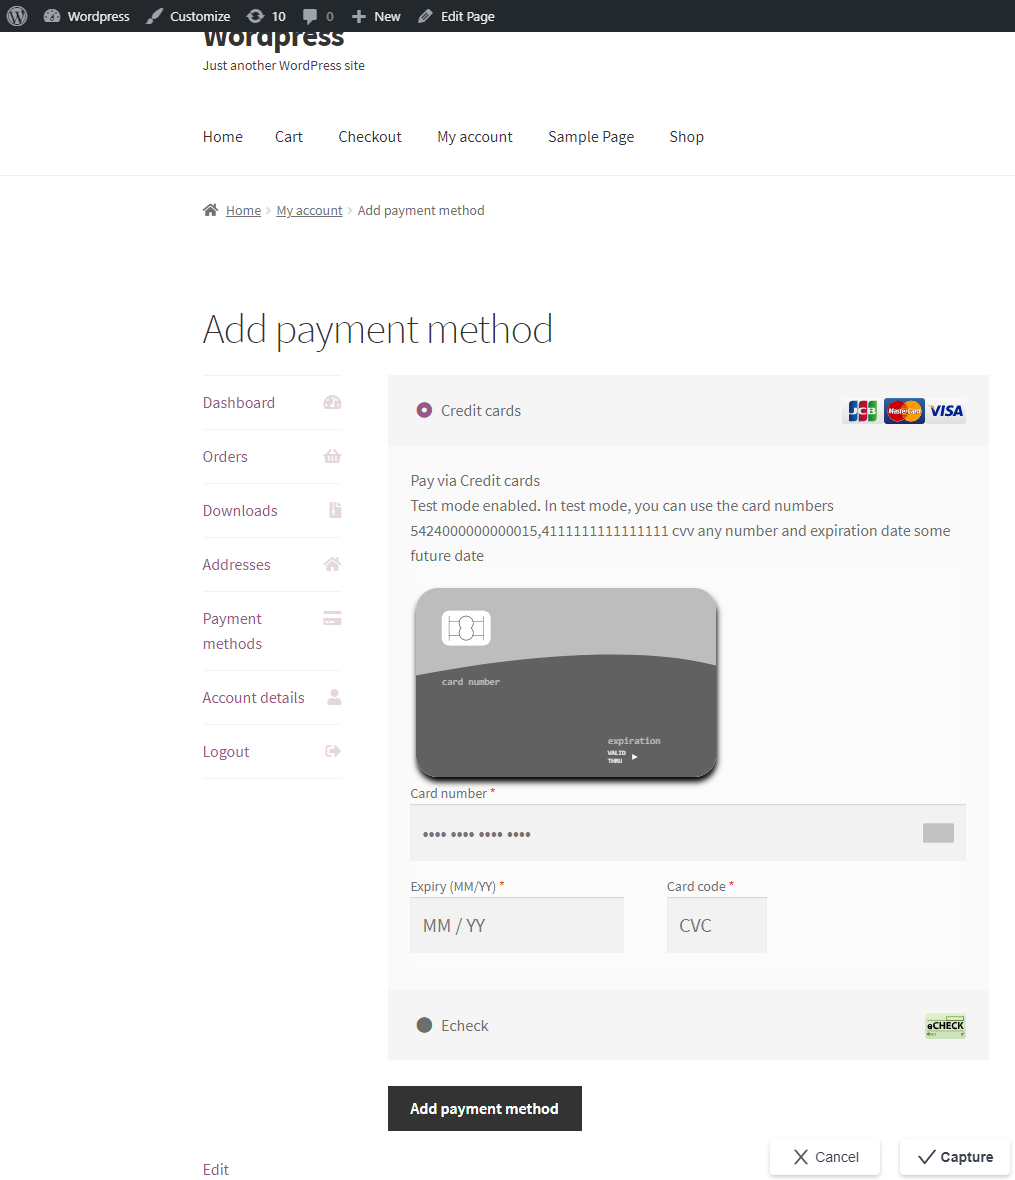 Wordpress Customize 10 0 New Edit Page
Wordpress
Just another WordPress site
Home Cart Checkout My account Sample Page Shop
Home My account Add payment method
Add payment method
Dashboard
Orders
Downloads
Addresses
Payment
methods
Account details
Logout
Credit cards JCB MasterCard VISA
Pay via Credit cards
Test mode enabled. In test mode, you can use the card numbers
5424000000000015,4111111111111111 cvv any number and expiration date some
future date
card number
expiration
VALID
THRU
Card number *
•••• •••• •••• ••••
Expiry (MM/YY) * Card code *
MM / YY CVC
Echeck eCHECK
Add payment method
Cancel Capture
Edit